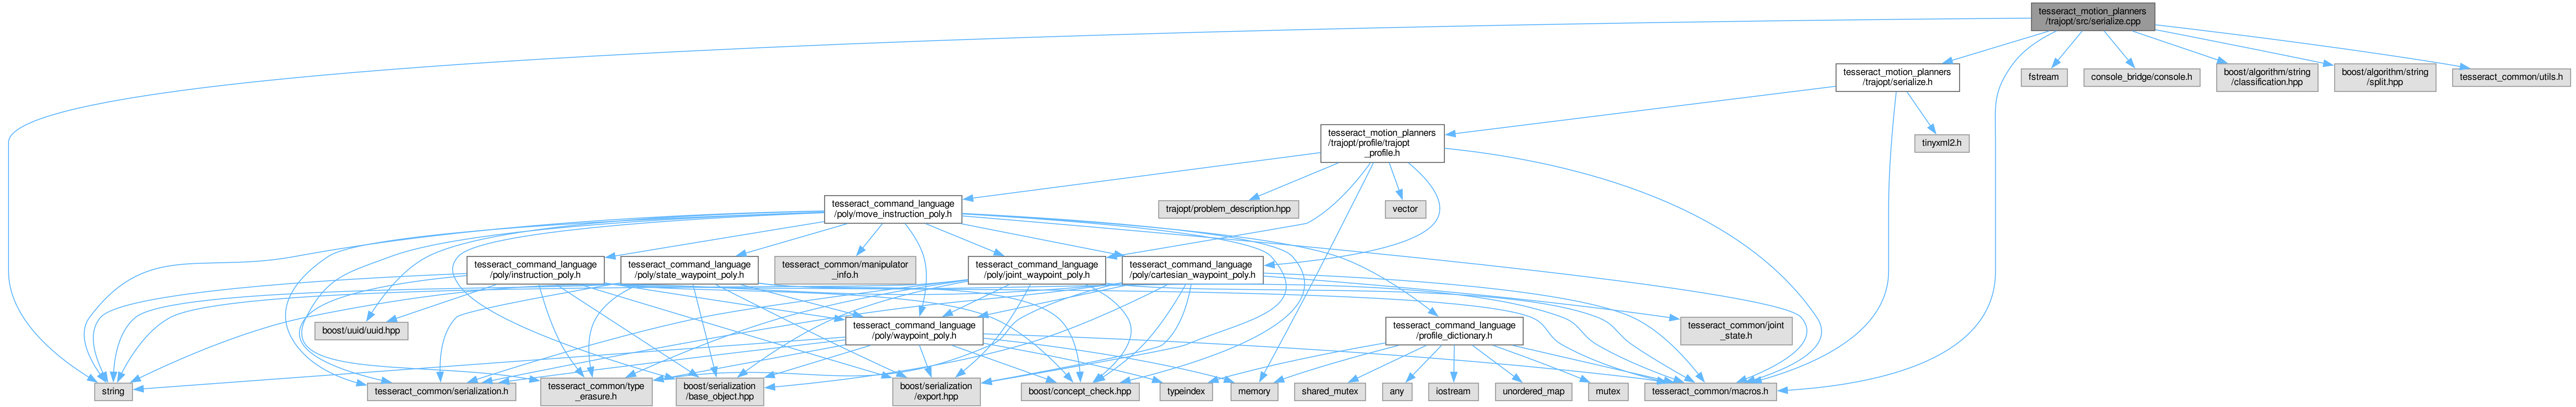 tesseract_motion_planners
/trajopt/src/serialize.cpp
tesseract_motion_planners
/trajopt/serialize.h
fstream
console_bridge/console.h
boost/algorithm/string
/classification.hpp
boost/algorithm/string
/split.hpp
tesseract_common/utils.h
tesseract_motion_planners
/trajopt/profile/trajopt
_profile.h
tinyxml2.h
tesseract_command_language
/poly/move_instruction_poly.h
trajopt/problem_description.hpp
vector
tesseract_command_language
/poly/instruction_poly.h
tesseract_command_language
/poly/state_waypoint_poly.h
tesseract_common/manipulator
_info.h
tesseract_command_language
/poly/joint_waypoint_poly.h
tesseract_command_language
/poly/cartesian_waypoint_poly.h
boost/uuid/uuid.hpp
tesseract_command_language
/poly/waypoint_poly.h
tesseract_command_language
/profile_dictionary.h
tesseract_common/joint
_state.h
string
tesseract_common/serialization.h
tesseract_common/type
_erasure.h
boost/serialization
/base_object.hpp
boost/serialization
/export.hpp
boost/concept_check.hpp
typeindex
memory
shared_mutex
any
iostream
unordered_map
mutex
tesseract_common/macros.h